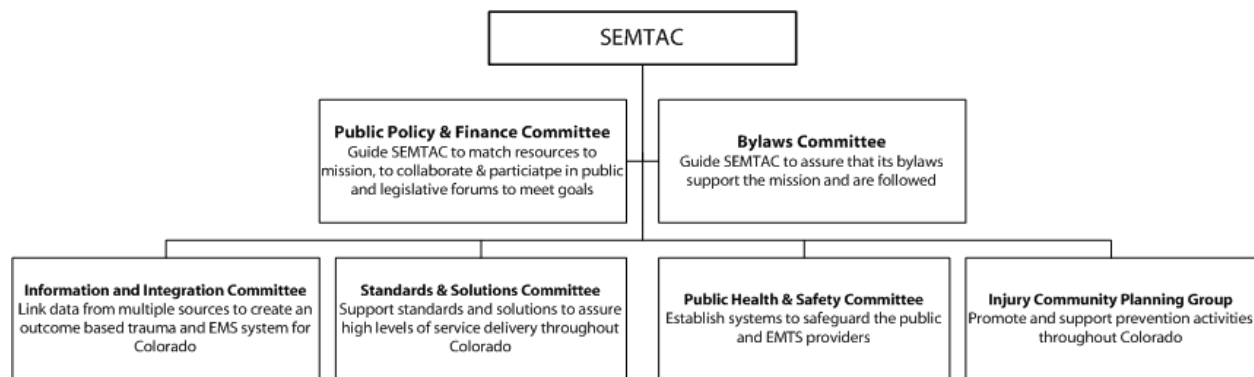 SEMTAC
Public Policy & Finance Committee
Guide SEMTAC to match resources to
mission, to collaborate & particiatpe in public
and legislative forums to meet goals
Bylaws Committee
Guide SEMTAC to assure that its bylaws
support the mission and are followed
Information and Integration Committee
Link data from multiple sources to create an
outcome based trauma and EMS system for
Colorado
Standards & Solutions Committee
Support standards and solutions to assure
high levels of service delivery throughout
Colorado
Public Health & Safety Committee
Establish systems to safeguard the public
and EMTS providers
Injury Community Planning Group
Promote and support prevention activities
throughout Colorado